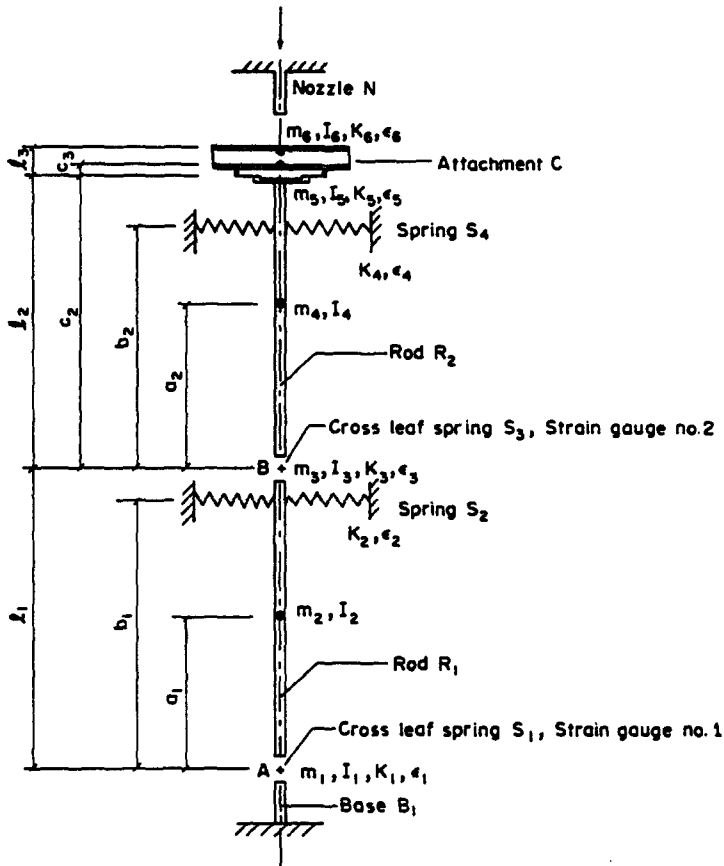 Nozzle N
m₆, I₆, K₆, ϵ₆
Attachment C
m₅, I₅, K₅, ϵ₅
Spring S₄
K₄, ϵ₄
m₄, I₄
Rod R₂
Cross leaf spring S₃, Strain gauge no.2
B
m₃, I₃, K₃, ϵ₃
Spring S₂
K₂, ϵ₂
m₂, I₂
Rod R₁
Cross leaf spring S₁, Strain gauge no.1
A
m₁, I₁, K₁, ϵ₁
Base B₁
ℓ₃
c₃
ℓ₂
c₂
b₂
a₂
ℓ₁
b₁
a₁